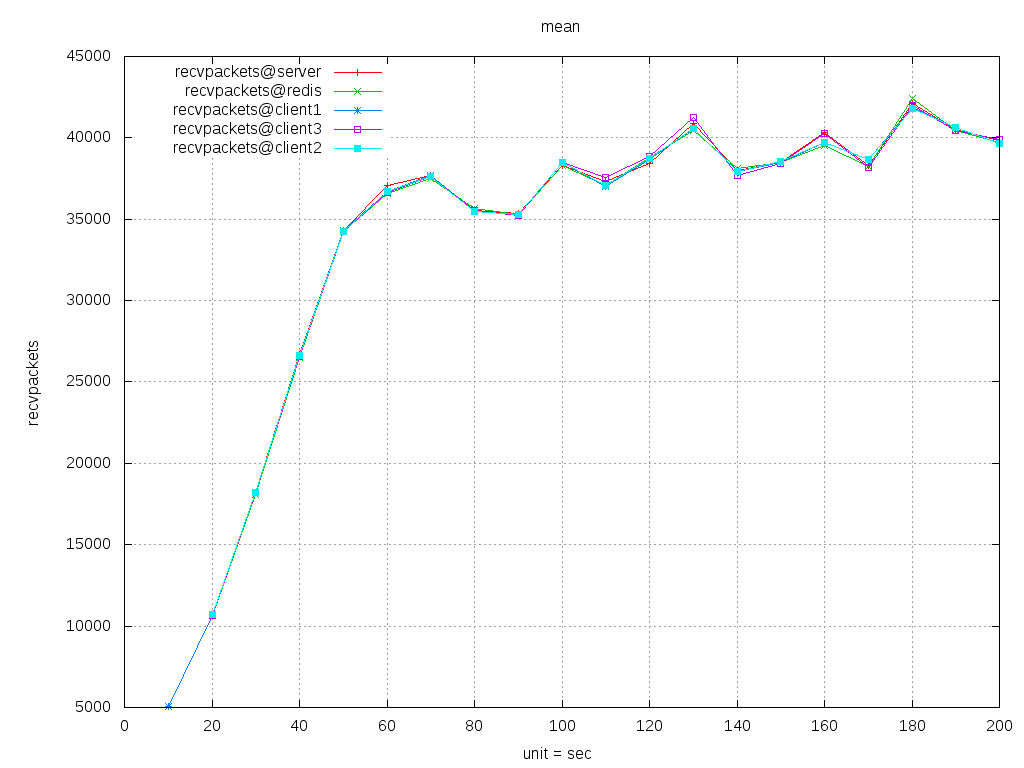 mean
45000
40000
35000
30000
25000
20000
15000
10000
5000
recvpackets
recvpackets@server
recvpackets@redis
recvpackets@client1
recvpackets@client3
recvpackets@client2
0 20 40 60 80 100 120 140 160 180 200
unit = sec